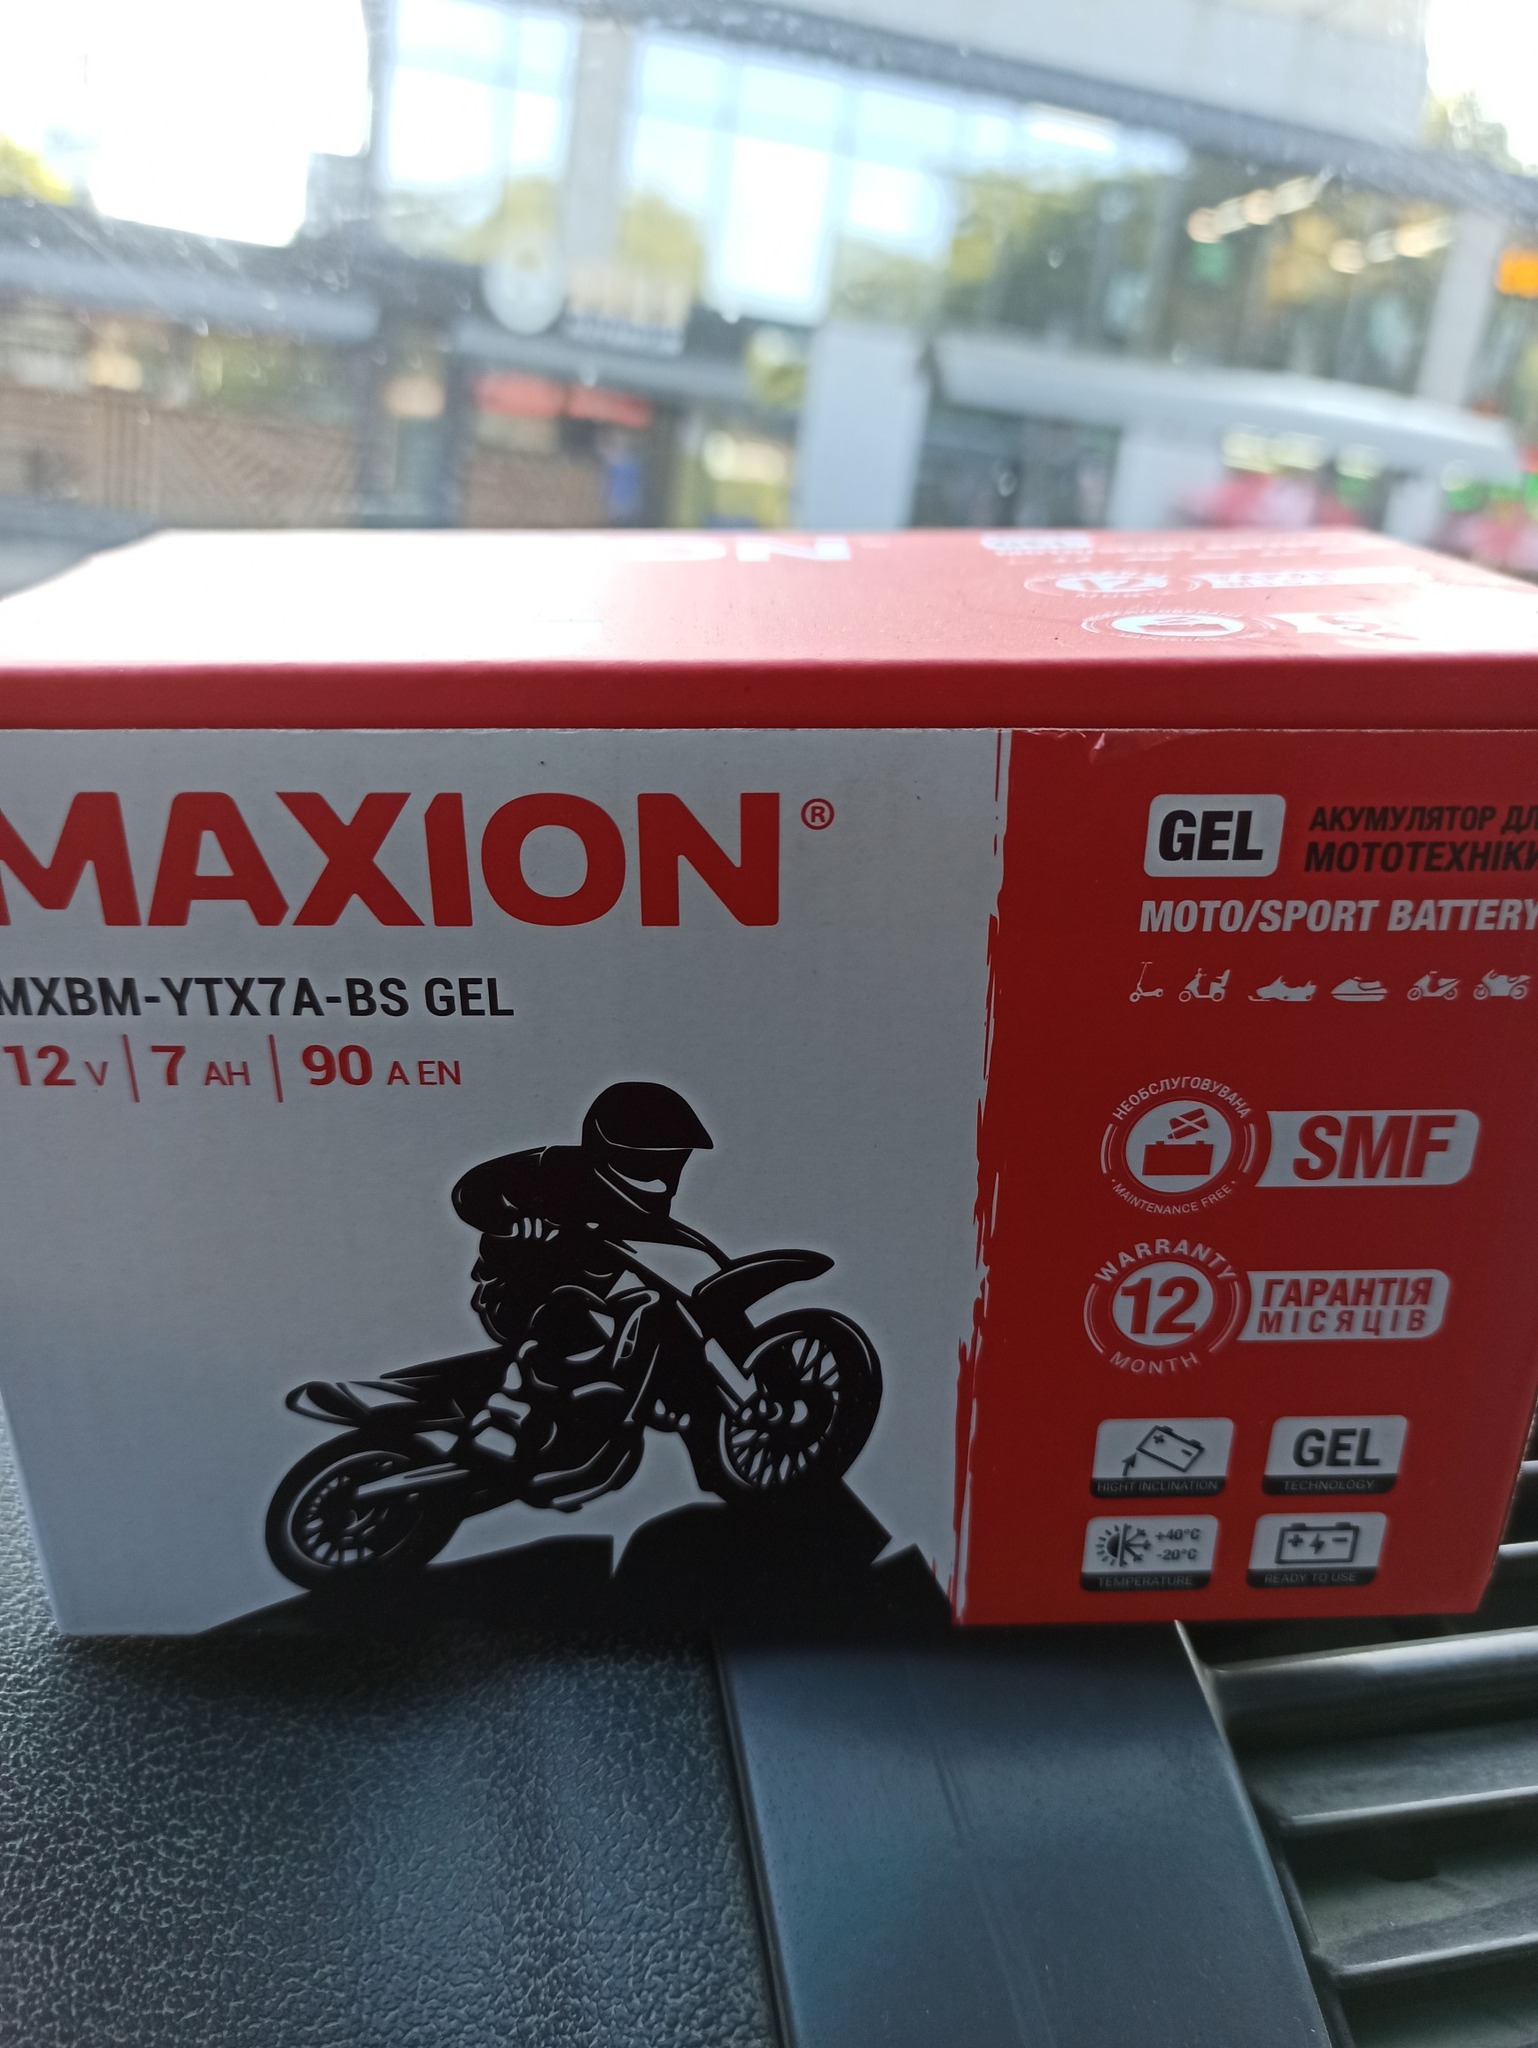 MAXION®
MXBM-YTX7A-BS GEL
12 V | 7 AH | 90 A EN
GEL
АКУМУЛЯТОР
МОТОТЕХНІКИ
MOTO/SPORT BATTERY
НЕОБСЛУГОВУВАНА
MAINTENANCE FREE
SMF
WARRANTY
12
MONTH
ГАРАНТІЯ
МІСЯЦІВ
HIGHT INCLINATION
GEL
TECHNOLOGY
+40°C
-20°C
TEMPERATURE
READY TO USE